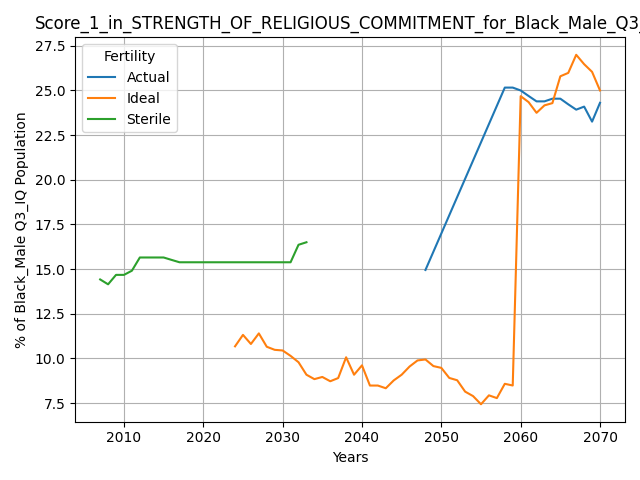 Score_1_in_STRENGTH_OF_RELIGIOUS_COMMITMENT_for_Black_Male_Q3_
Fertility
Actual
Ideal
Sterile
% of Black_Male Q3_IQ Population
27.5
25.0
22.5
20.0
17.5
15.0
12.5
10.0
7.5
2010 2020 2030 2040 2050 2060 2070
Years